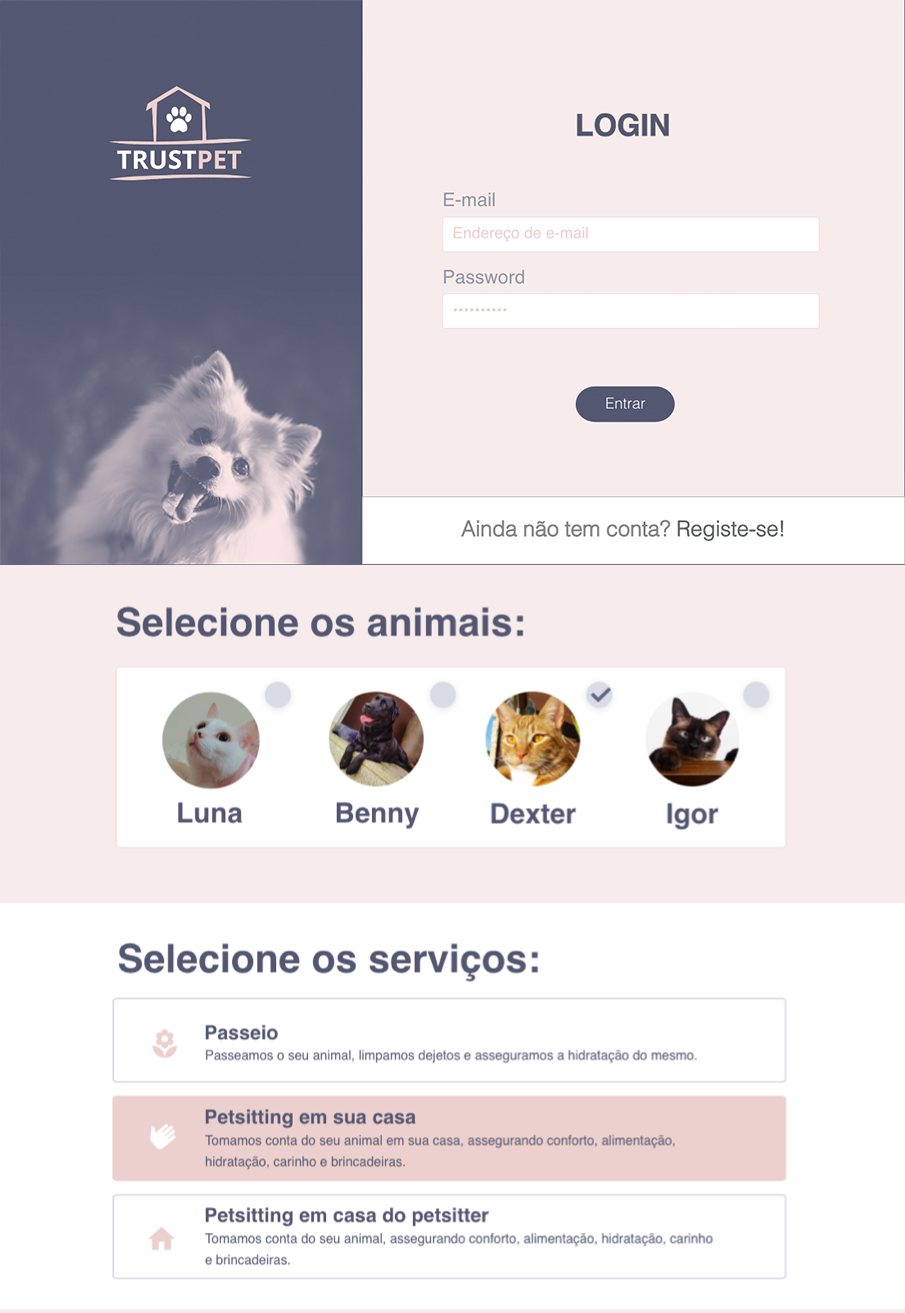 TRUSTPET
LOGIN
E-mail
Endereço de e-mail
Password
Entrar
Ainda não tem conta? Registe-se!
Selecione os animais:
Luna Benny Dexter Igor
Selecione os serviços:
Passeio
Passeamos o seu animal, limpamos dejetos e asseguramos a hidratação do mesmo.
Petsitting em sua casa
Tomamos conta do seu animal em sua casa, assegurando conforto, alimentação,
hidratação, carinho e brincadeiras.
Petsitting em casa do petsitter
Tomamos conta do seu animal, assegurando conforto, alimentação, hidratação, carinho
e brincadeiras.